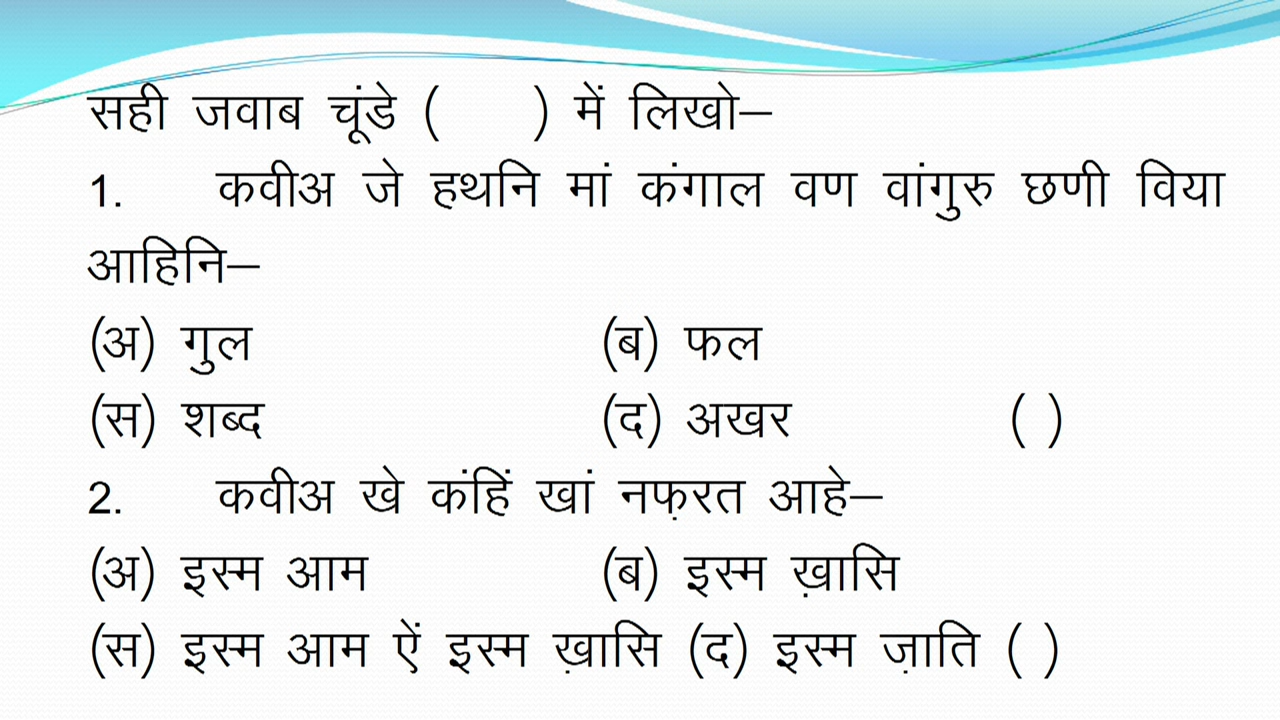 सही जवाब चूंडे (    ) में लिखो–
1.    कवीअ जे हथनि मां कंगाल वण वांगुरु छणी विया
आहिनि–
(अ) गुल    (ब) फल
(स) शब्द    (द) अखर    ( )
2.    कवीअ खे कंहिं खां नफ़रत आहे–
(अ) इस्म आम    (ब) इस्म ख़ासि
(स) इस्म आम ऐं इस्म ख़ासि (द) इस्म ज़ाति ( )